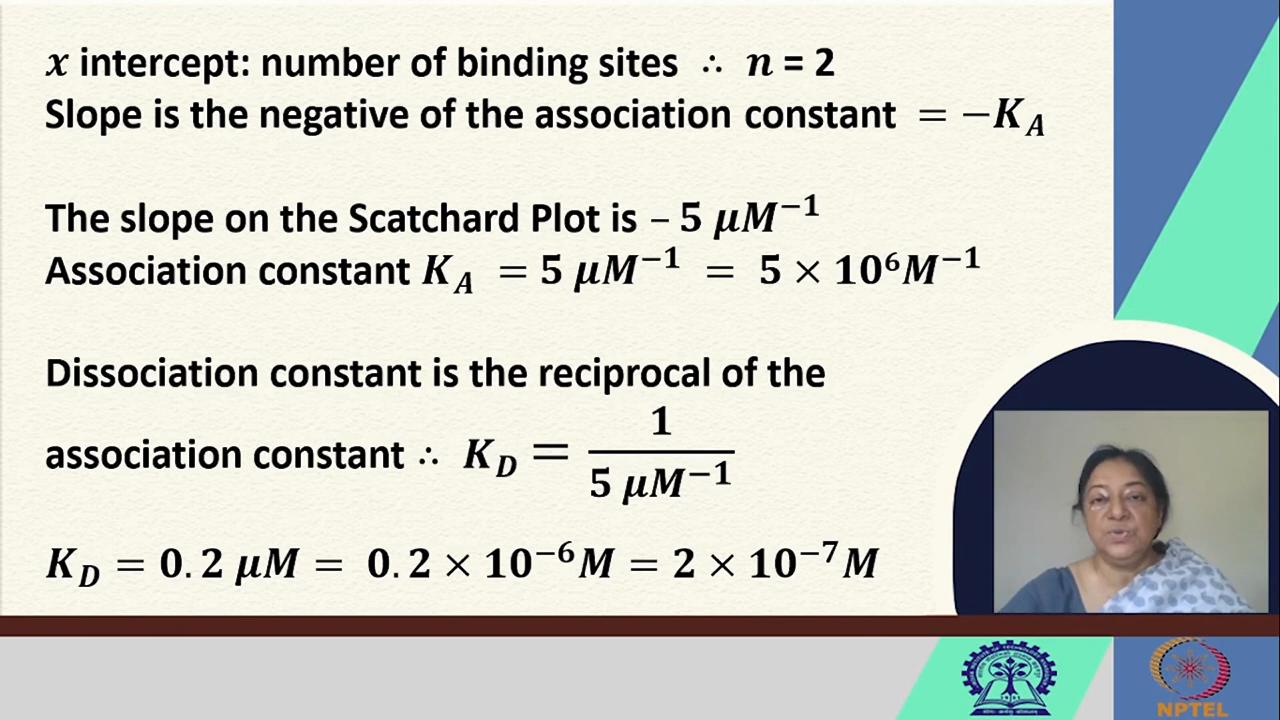 x intercept: number of binding sites ∴ n = 2
Slope is the negative of the association constant = −K_A
The slope on the Scatchard Plot is – 5 μM⁻¹
Association constant K_A = 5 μM⁻¹ = 5 × 10⁶M⁻¹
Dissociation constant is the reciprocal of the
association constant ∴ K_D = 1 / 5 μM⁻¹
K_D = 0.2 μM = 0.2 × 10⁻⁶M = 2 × 10⁻⁷M
NPTEL